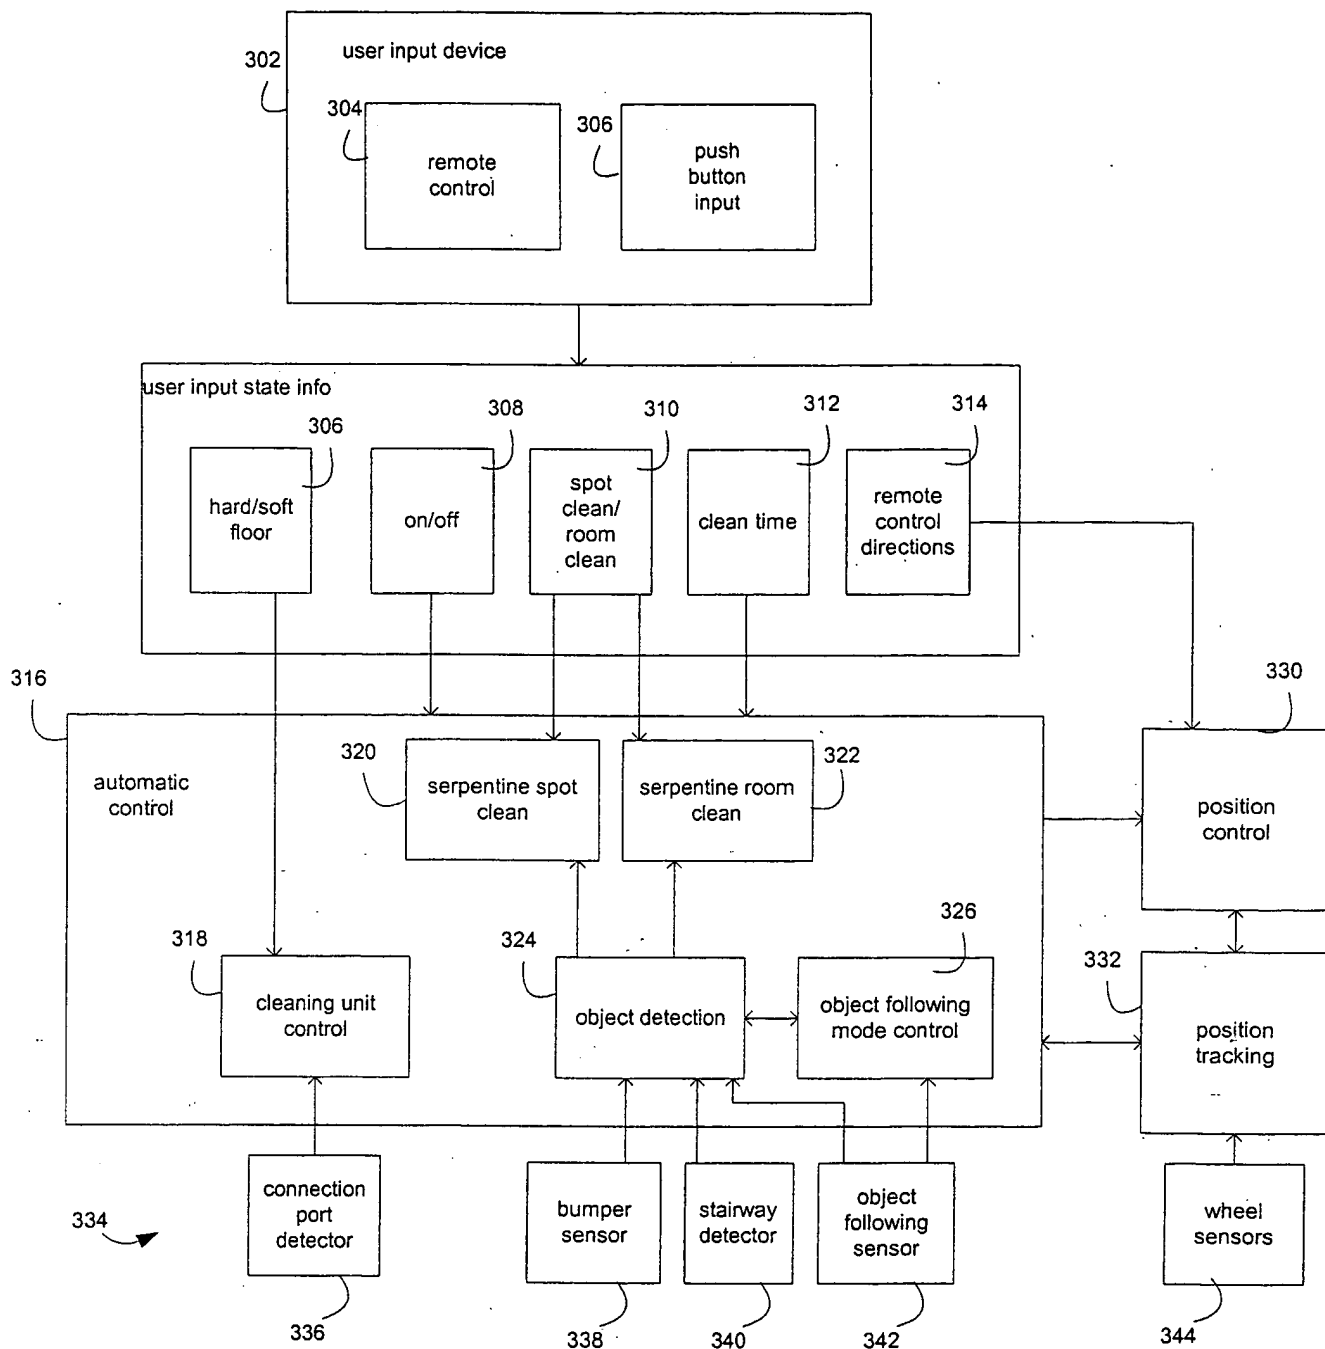 user input device
302
304
306
remote
control
push
button
input
user input state info
306
308
310
312
314
hard/soft
floor
on/off
spot
clean/
room
clean
clean time
remote
control
directions
316
330
automatic
control
320
serpentine spot
clean
serpentine room
clean
322
position
control
318
cleaning unit
control
324
object detection
326
object following
mode control
332
position
tracking
334
connection
port
detector
bumper
sensor
stairway
detector
object
following
sensor
wheel
sensors
336
338
340
342
344